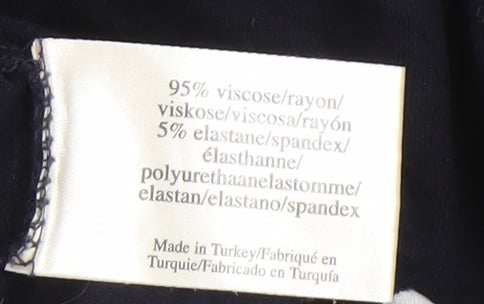 95% viscose/rayon/
viskose/viscosa/rayón
5% elastane/spandex/
élasthanne/
polyurethaanelastomme/
elastan/elastano/spandex
Made in Turkey/Fabriqué en
Turquie/Fabricado en Turquía